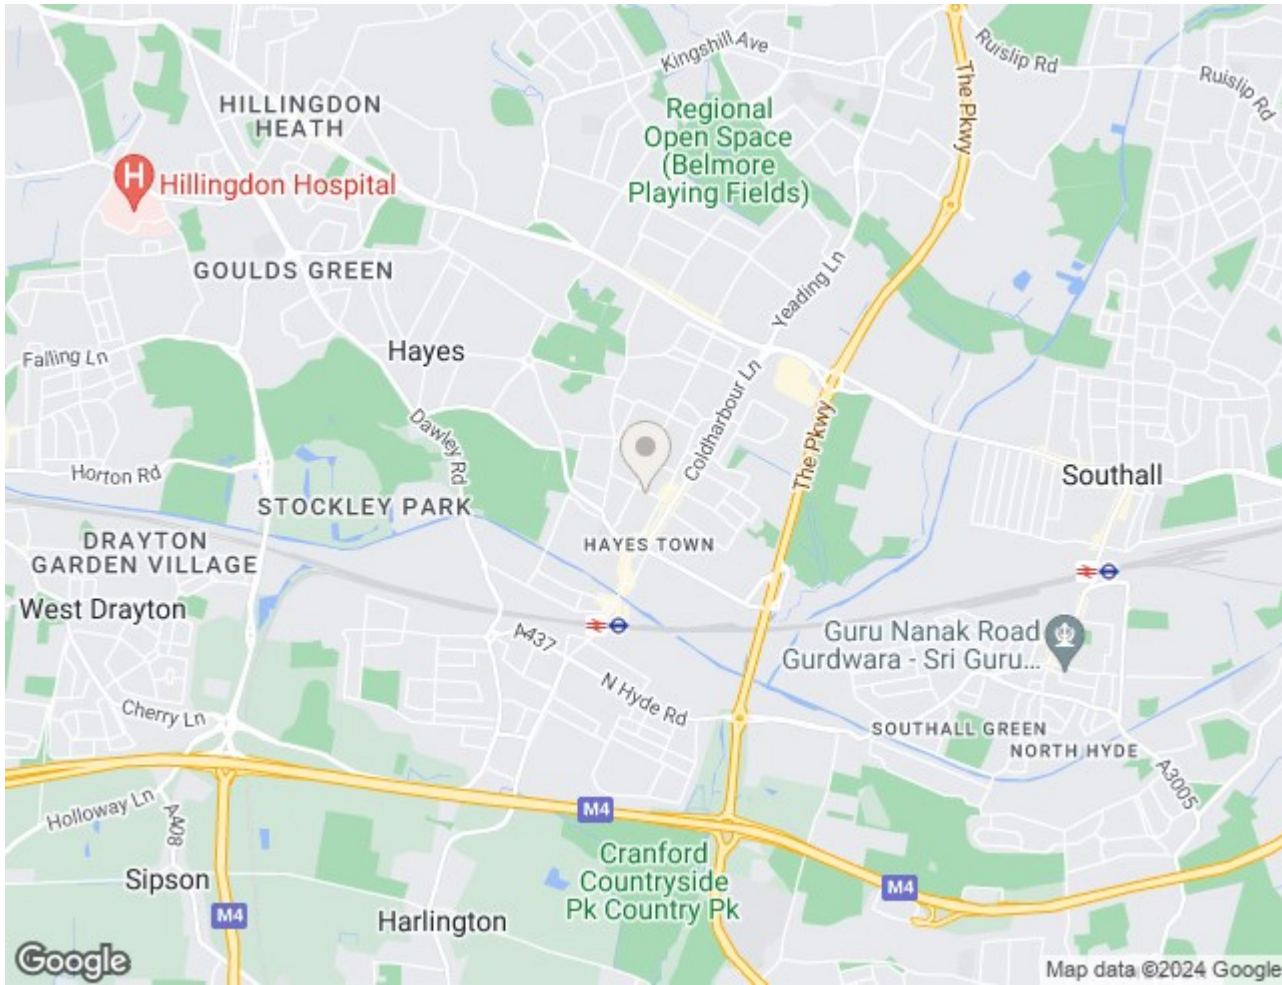 Kingshill Ave
Ruislip Rd
Ruislip Rd
The Pkwy
HILLINGDON
HEATH
Regional
Open Space
(Belmore
Playing Fields)
H
Hillingdon Hospital
GOULDS GREEN
Yeading Ln
Falling Ln
Hayes
Coldharbour Ln
The Pkwy
Dawley Rd
Horton Rd
Southall
STOCKLEY PARK
DRAYTON
GARDEN VILLAGE
HAYES TOWN
West Drayton
A437
Guru Nanak Road
Gurdwara - Sri Guru...
N Hyde Rd
Cherry Ln
SOUTHALL GREEN
NORTH HYDE
A3005
Holloway Ln
A408
M4
Cranford
Countryside
Pk Country Pk
Sipson
M4
M4
Harlington
Google
Map data ©2024 Google